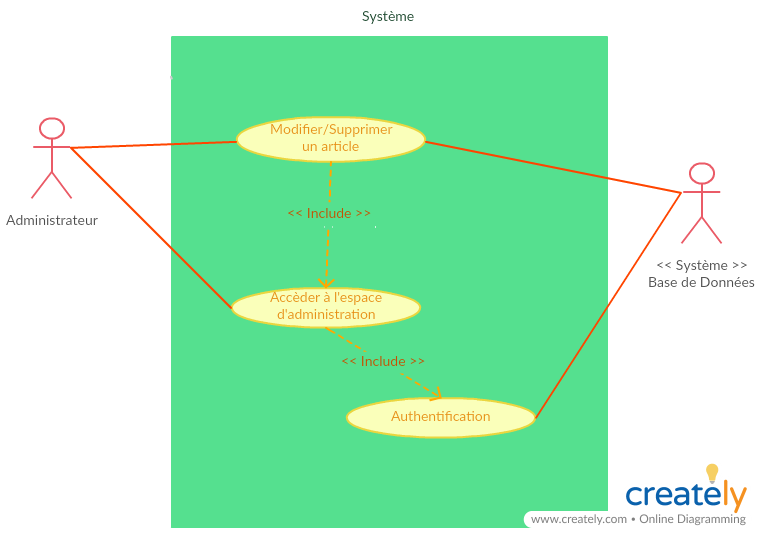 Système
Modifier/Supprimer
un article
<< Include >>
Administrateur
<< Système >>
Base de Données
Accèder à l'espace
d'administration
<< Include >>
Authentification
creately
www.creately.com • Online Diagramming